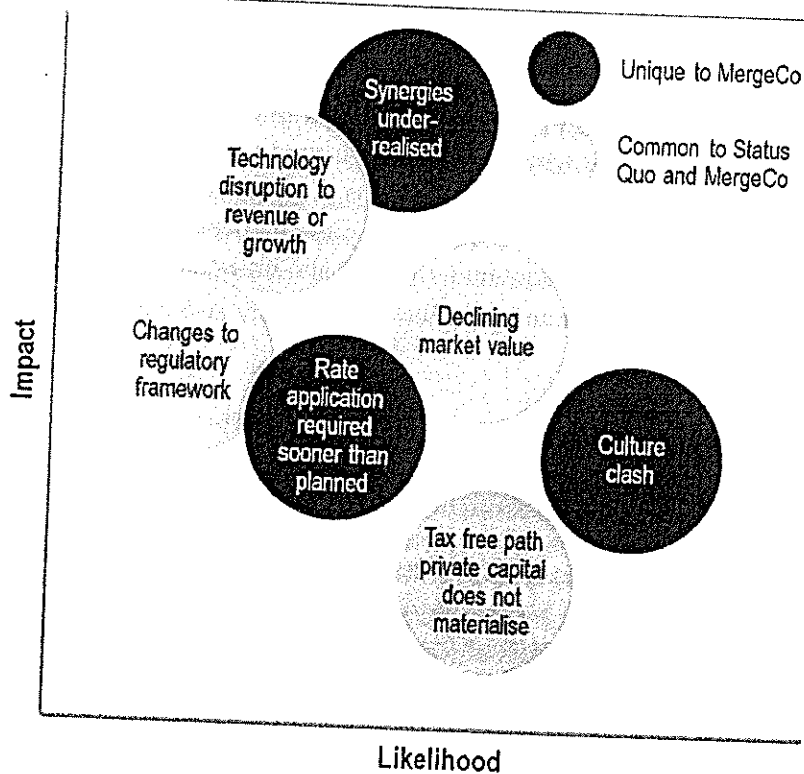 Impact
Synergies
under-
realised
Unique to MergeCo
Common to Status
Quo and MergeCo
Technology
disruption to
revenue or
growth
Changes to
regulatory
framework
Declining
market value
Rate
application
required
sooner than
planned
Culture
clash
Tax free path
private capital
does not
materialise
Likelihood